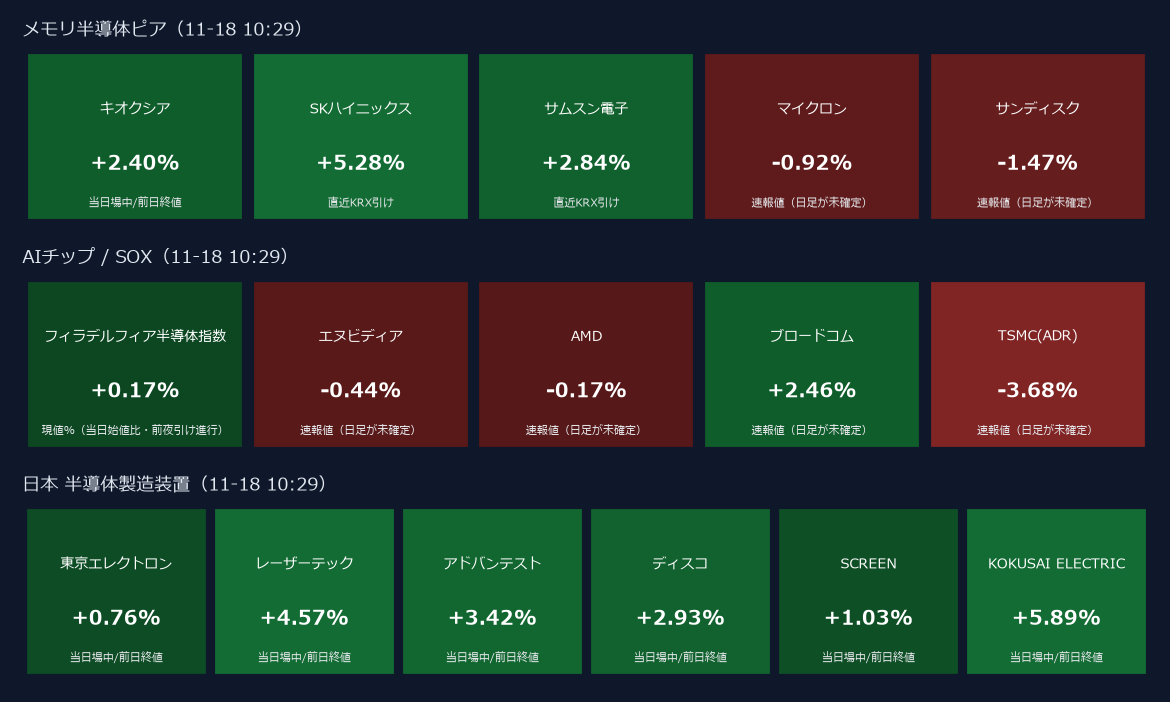 メモリ半導体ピア（11-18 10:29）
キオクシア
+2.40%
当日場中/前日終値
SKハイニックス
+5.28%
直近KRX引け
サムスン電子
+2.84%
直近KRX引け
マイクロン
-0.92%
速報値（日足が未確定）
サンディスク
-1.47%
速報値（日足が未確定）
AIチップ / SOX（11-18 10:29）
フィラデルフィア半導体指数
+0.17%
現値%（当日始値比・前夜引け進行）
エヌビディア
-0.44%
速報値（日足が未確定）
AMD
-0.17%
速報値（日足が未確定）
ブロードコム
+2.46%
速報値（日足が未確定）
TSMC(ADR)
-3.68%
速報値（日足が未確定）
日本 半導体製造装置（11-18 10:29）
東京エレクトロン
+0.76%
当日場中/前日終値
レーザーテック
+4.57%
当日場中/前日終値
アドバンテスト
+3.42%
当日場中/前日終値
ディスコ
+2.93%
当日場中/前日終値
SCREEN
+1.03%
当日場中/前日終値
KOKUSAI ELECTRIC
+5.89%
当日場中/前日終値